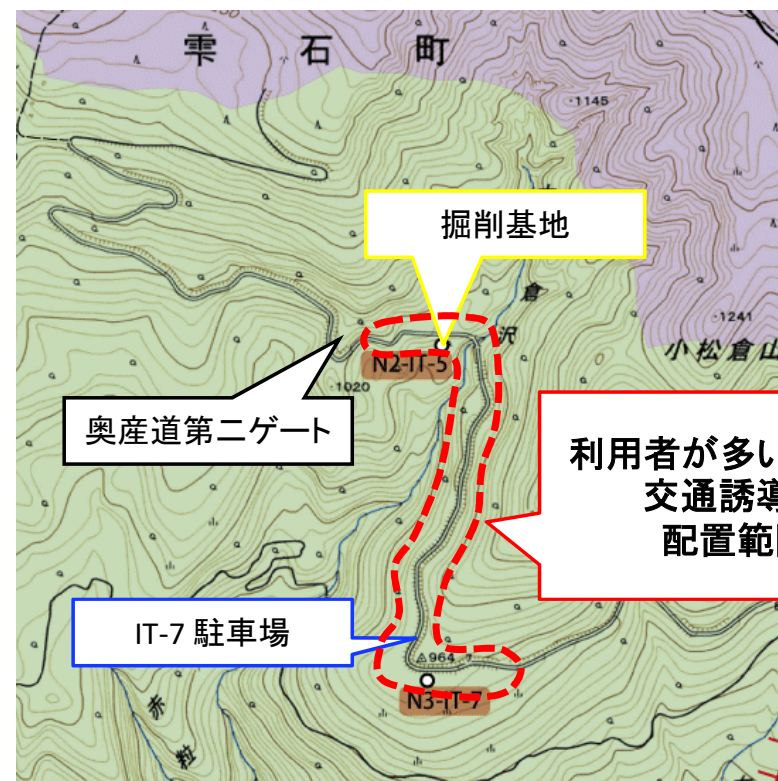 雫石町
・1145
掘削基地
倉
沢
・1241
小松倉山
N2-IT-5
・1020
奥産道第二ゲート
利用者が多い
交通誘導
配置範
IT-7 駐車場
964
N3-IT-7
赤
粒